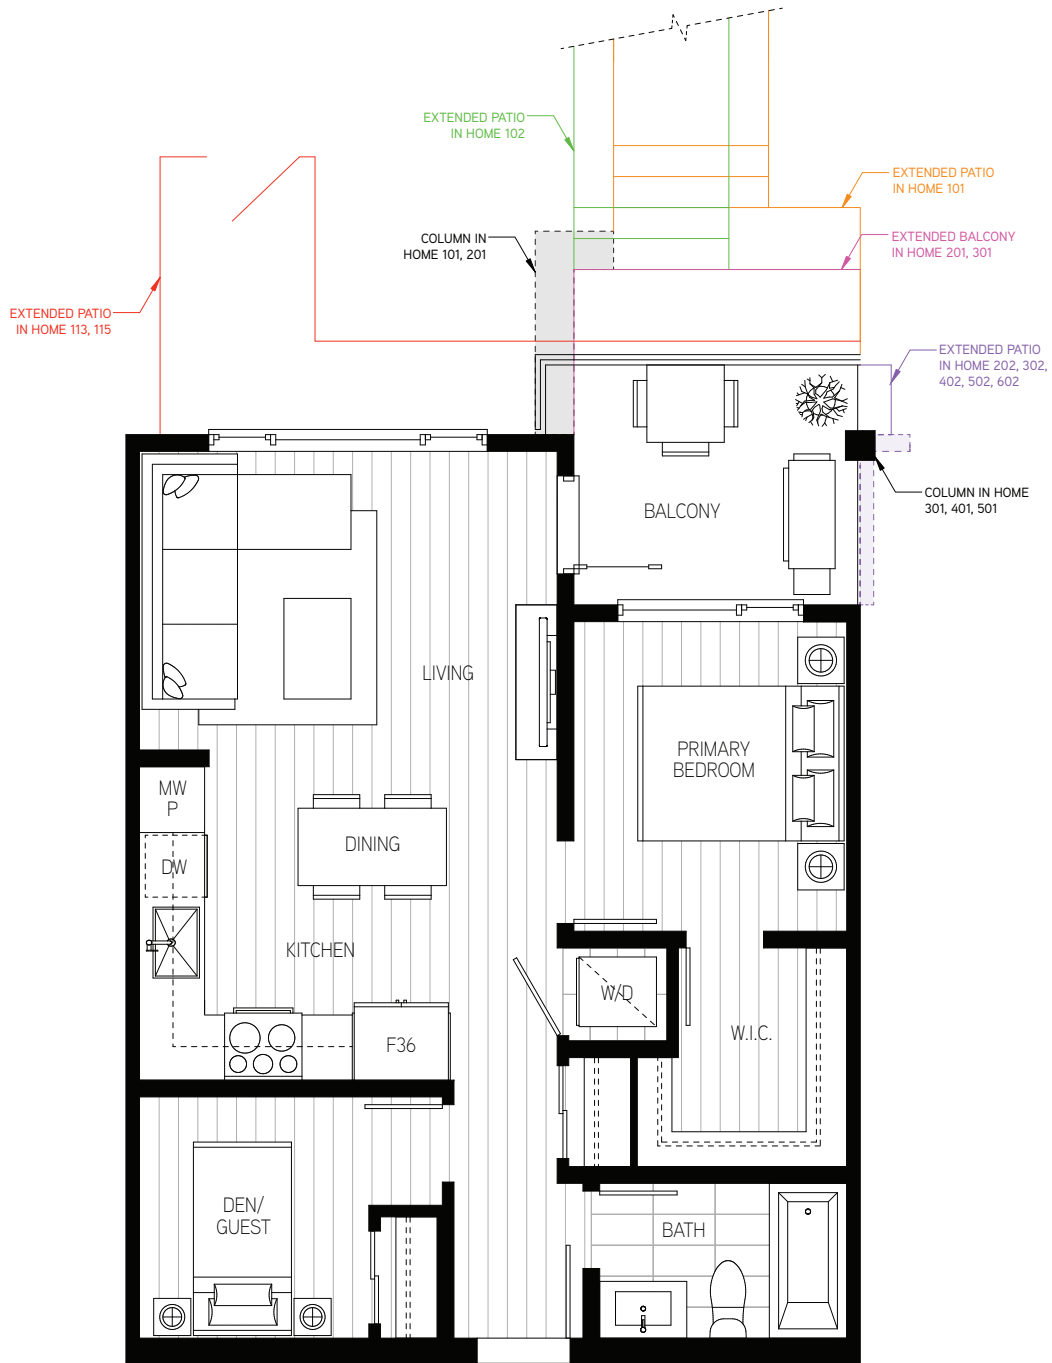 EXTENDED PATIO
IN HOME 102
EXTENDED PATIO
IN HOME 101
COLUMN IN
HOME 101, 201
EXTENDED BALCONY
IN HOME 201, 301
EXTENDED PATIO
IN HOME 113, 115
EXTENDED PATIO
IN HOME 202, 302,
402, 502, 602
COLUMN IN HOME
301, 401, 501
BALCONY
LIVING
PRIMARY
BEDROOM
MW
P
DINING
DW
KITCHEN
W/D
W.I.C.
F36
DEN/
GUEST
BATH